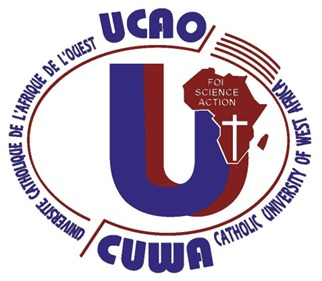 UCAO
UNIVERSITE CATHOLIQUE DE L'AFRIQUE DE L'OUEST
U
FOI
SCIENCE
ACTION
CATHOLIC UNIVERSITY OF WEST AFRICA
CUWA